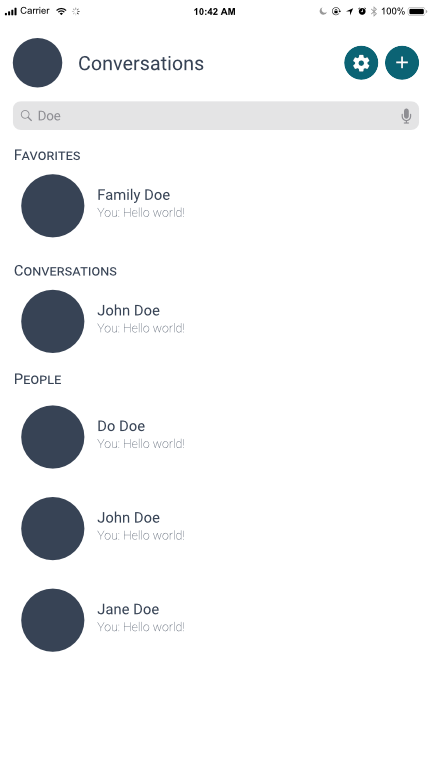 Carrier 10:42 AM 100%
Conversations
Doe
FAVORITES
Family Doe
You: Hello world!
CONVERSATIONS
John Doe
You: Hello world!
PEOPLE
Do Doe
You: Hello world!
John Doe
You: Hello world!
Jane Doe
You: Hello world!